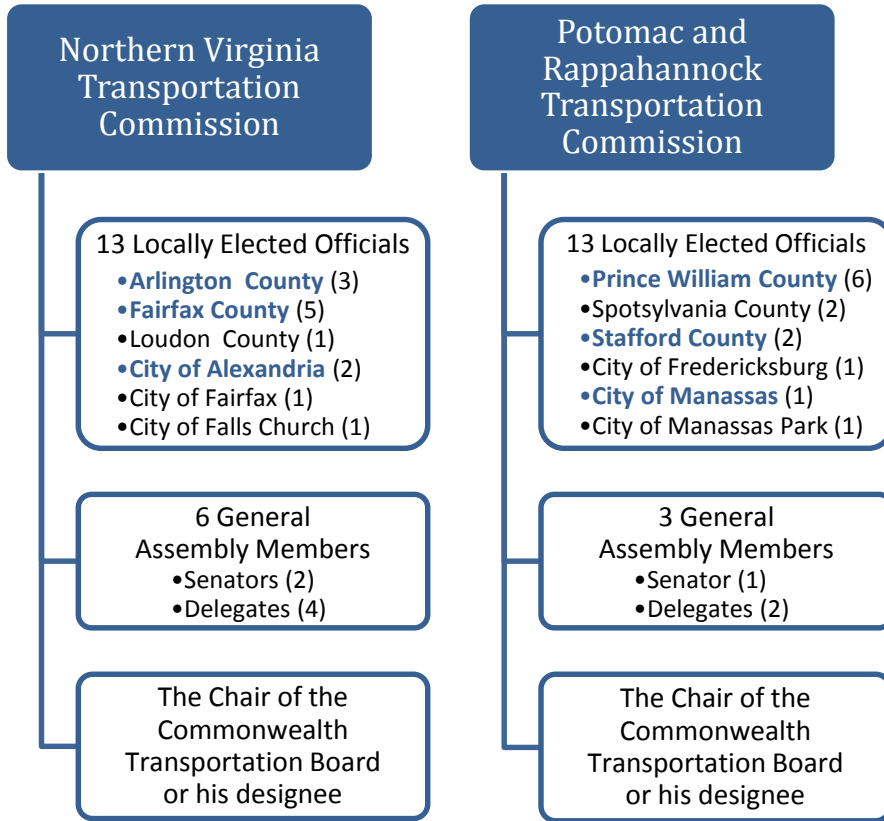 Northern Virginia
Transportation
Commission
13 Locally Elected Officials
•Arlington County (3)
•Fairfax County (5)
•Loudon County (1)
•City of Alexandria (2)
•City of Fairfax (1)
•City of Falls Church (1)
6 General
Assembly Members
•Senators (2)
•Delegates (4)
The Chair of the
Commonwealth
Transportation Board
or his designee
Potomac and
Rappahannock
Transportation
Commission
13 Locally Elected Officials
•Prince William County (6)
•Spotsylvania County (2)
•Stafford County (2)
•City of Fredericksburg (1)
•City of Manassas (1)
•City of Manassas Park (1)
3 General
Assembly Members
•Senator (1)
•Delegates (2)
The Chair of the
Commonwealth
Transportation Board
or his designee